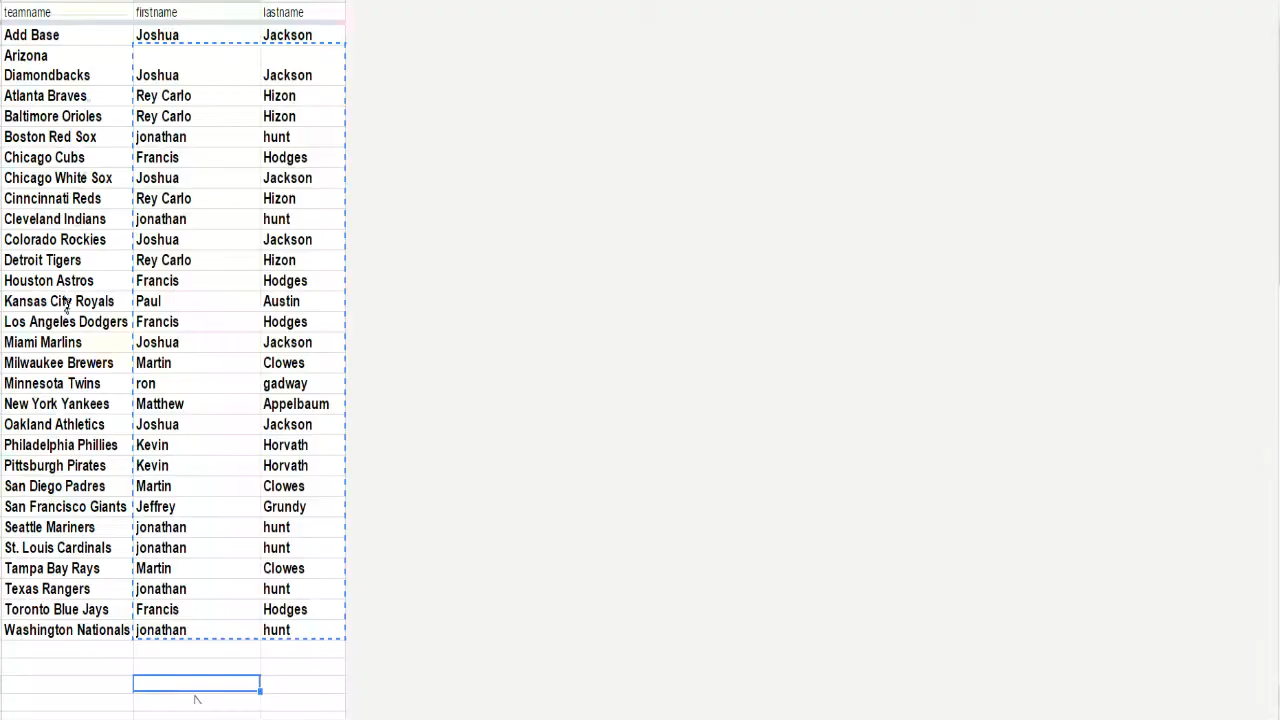 teamname firstname lastname
Add Base Joshua Jackson
Arizona
Diamondbacks Joshua Jackson
Atlanta Braves Rey Carlo Hizon
Baltimore Orioles Rey Carlo Hizon
Boston Red Sox jonathan hunt
Chicago Cubs Francis Hodges
Chicago White Sox Joshua Jackson
Cinncinnati Reds Rey Carlo Hizon
Cleveland Indians jonathan hunt
Colorado Rockies Joshua Jackson
Detroit Tigers Rey Carlo Hizon
Houston Astros Francis Hodges
Kansas City Royals Paul Austin
Los Angeles Dodgers Francis Hodges
Miami Marlins Joshua Jackson
Milwaukee Brewers Martin Clowes
Minnesota Twins ron gadway
New York Yankees Matthew Appelbaum
Oakland Athletics Joshua Jackson
Philadelphia Phillies Kevin Horvath
Pittsburgh Pirates Kevin Horvath
San Diego Padres Martin Clowes
San Francisco Giants Jeffrey Grundy
Seattle Mariners jonathan hunt
St. Louis Cardinals jonathan hunt
Tampa Bay Rays Martin Clowes
Texas Rangers jonathan hunt
Toronto Blue Jays Francis Hodges
Washington Nationals jonathan hunt